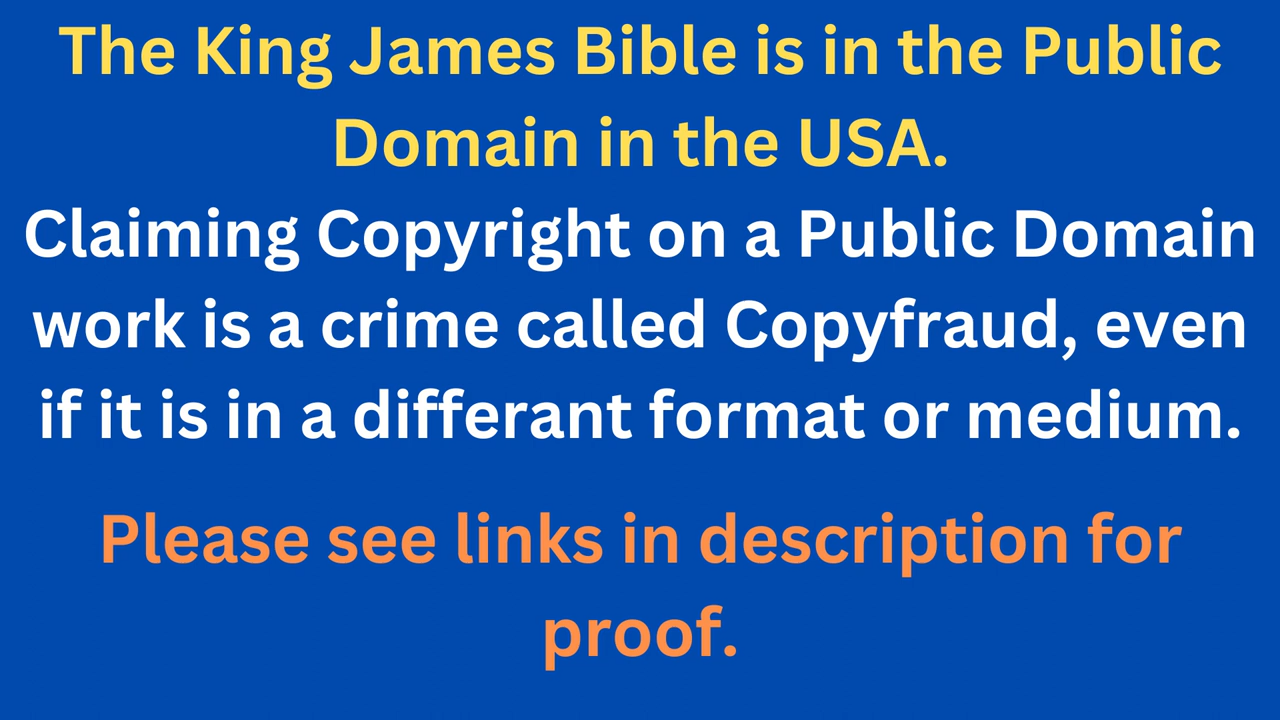 The King James Bible is in the Public
Domain in the USA.
Claiming Copyright on a Public Domain
work is a crime called Copyfraud, even
if it is in a differant format or medium.
Please see links in description for
proof.